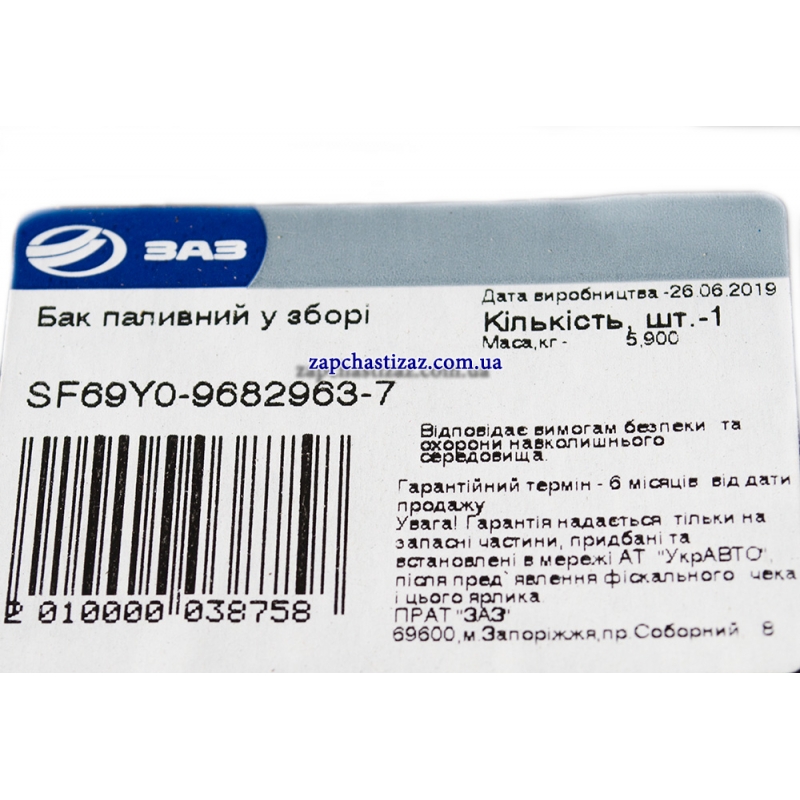 ЗАЗ
Дата виробництва -26.06.2019
Бак паливний у зборі
Кількість, шт.-1
Маса,кг - 5,900
zapchastizaz.com.ua
SF69Y0-9682963-7
Відповідає вимогам безпеки та
охорони навколишнього
середовища.
Гарантійний термін - 6 місяців від дати
продажу
Увага! Гарантія надається тільки на
запасні частини, придбані та
встановлені в мережі АТ "УкрАВТО",
після пред`явлення фіскального чека
і цього ярлика.
ПРАТ "ЗАЗ"
69600,м.Запоріжжя,пр.Соборний 8
2 010000 038758